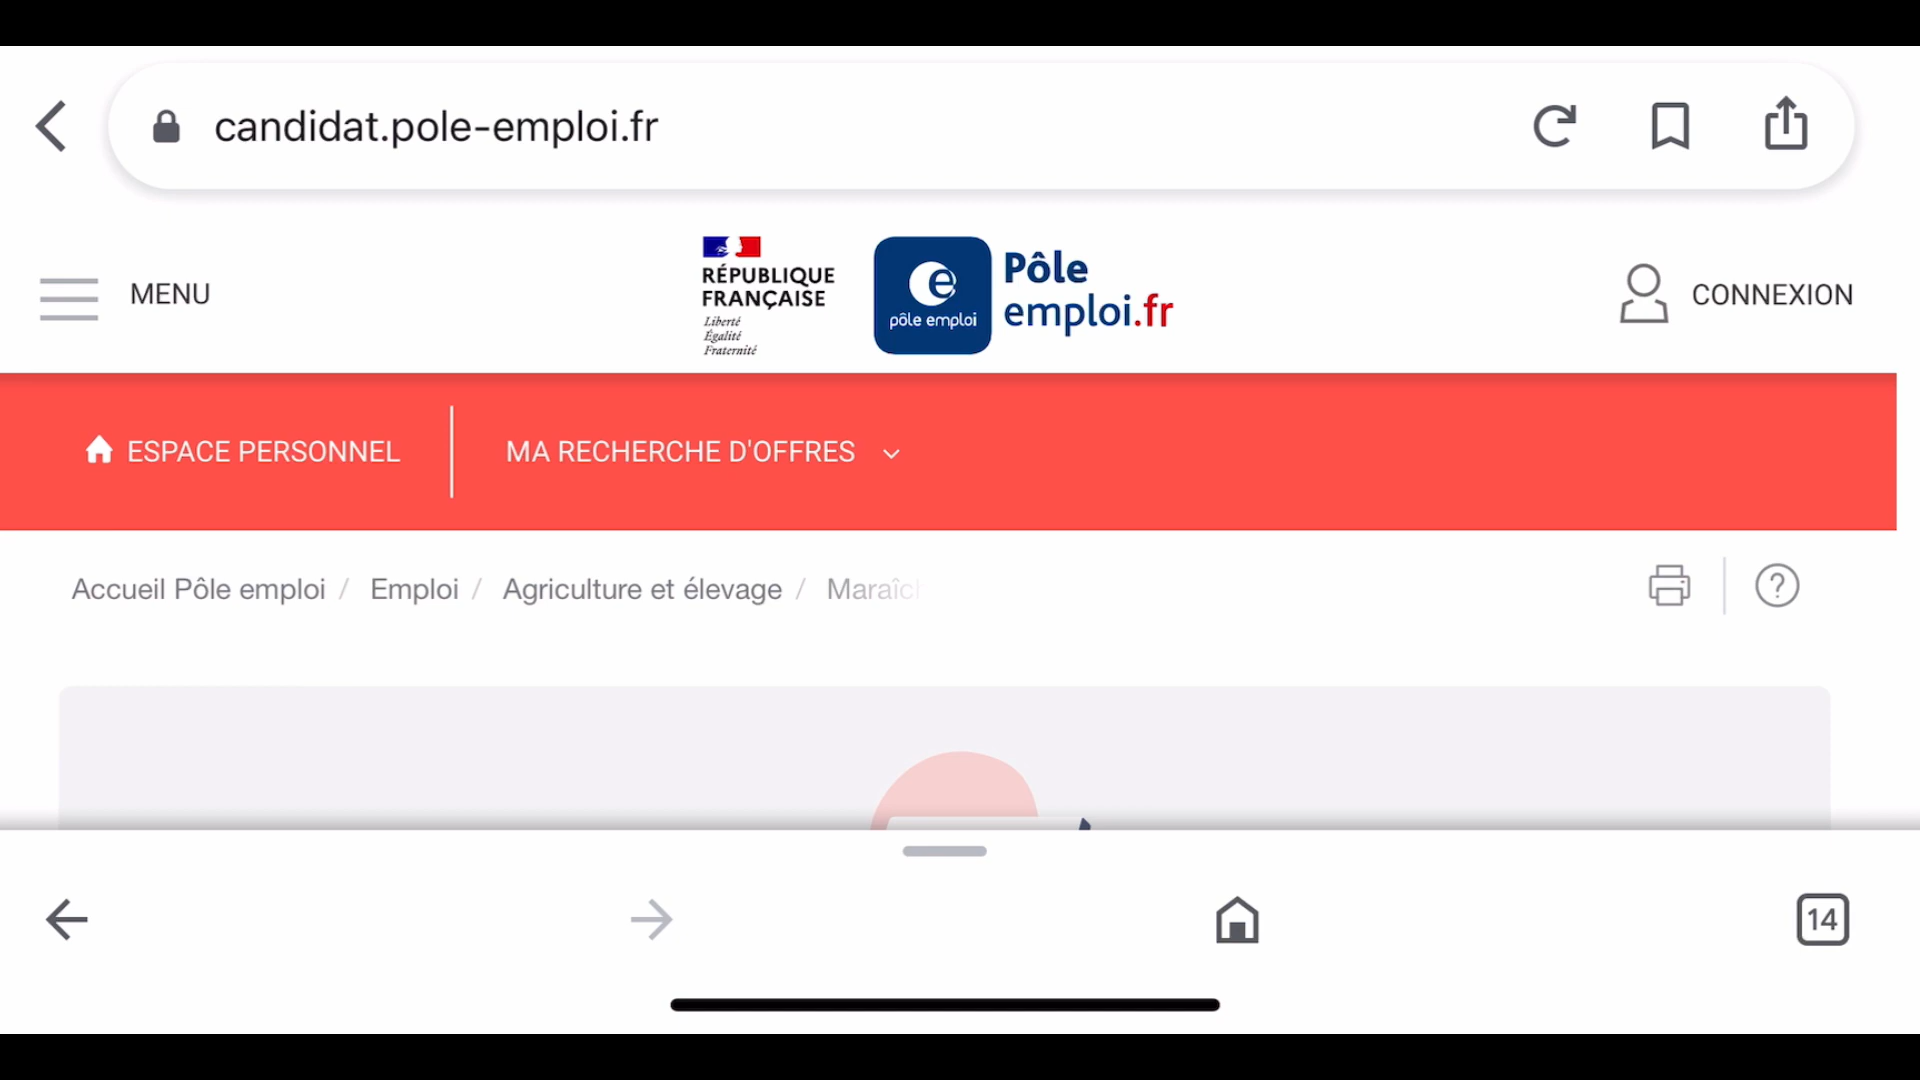 candidat.pole-emploi.fr
MENU
RÉPUBLIQUE
FRANÇAISE
Liberté
Égalité
Fraternité
pôle emploi
Pôle
emploi.fr
CONNEXION
ESPACE PERSONNEL
MA RECHERCHE D'OFFRES
Accueil Pôle emploi / Emploi / Agriculture et élevage /
14